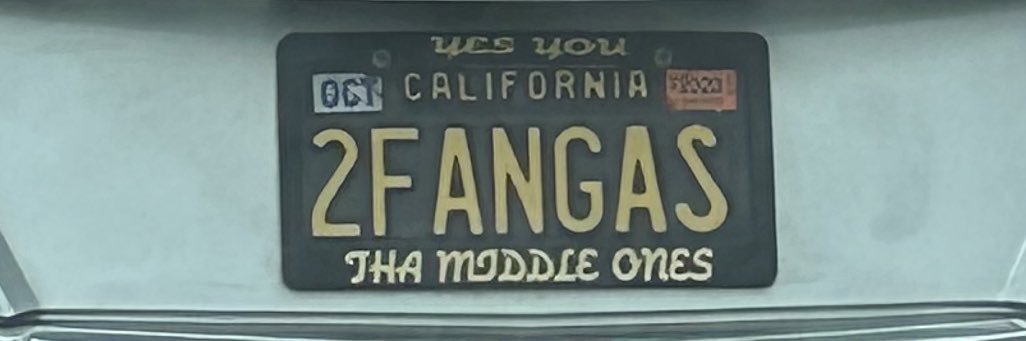 YES YOU
OCT CALIFORNIA
2FANGAS
THA MIDDLE ONES